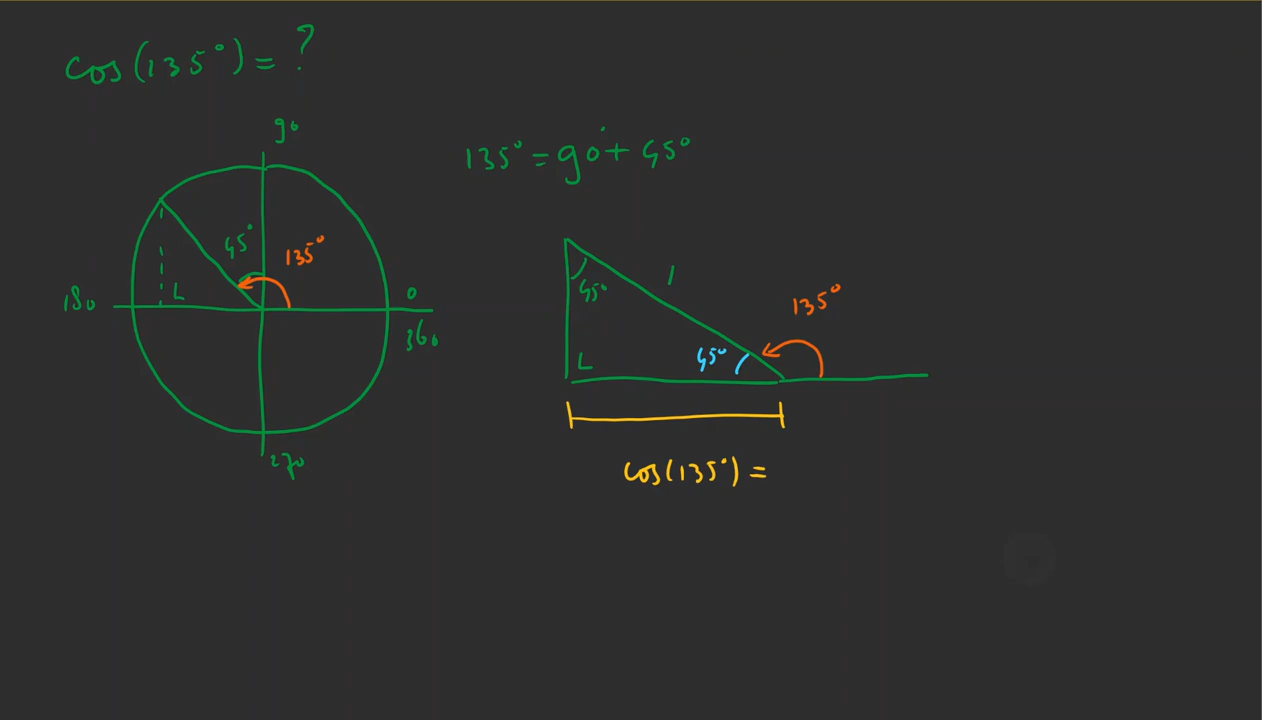 cos(135°) = ?
90
135° = 90° + 45°
45°
135°
180
L
0
360
270
45°
1
135°
45°
L
cos(135°) =